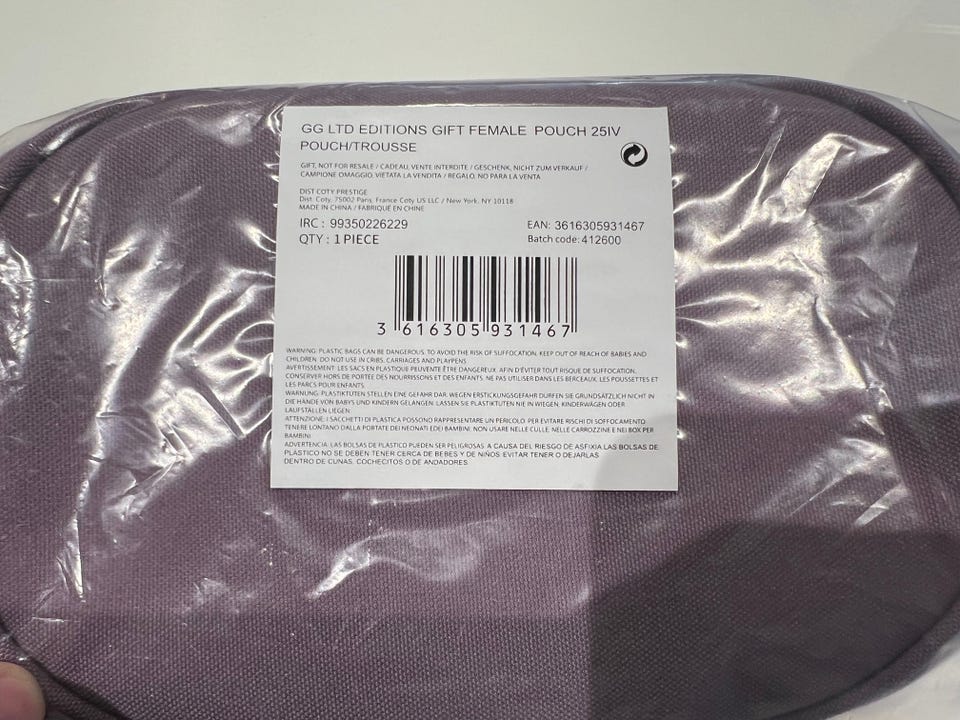 GG LTD EDITIONS GIFT FEMALE POUCH 25IV
POUCH/TROUSSE
GIFT, NOT FOR RESALE / CADEAU, VENTE INTERDITE / GESCHENK, NICHT ZUM VERKAUF /
CAMPIONE OMAGGIO, VIETATA LA VENDITA / REGALO, NO PARA LA VENTA
DIST COTY PRESTIGE
Dist. Coty, 75002 Paris, France Coty US LLC / New York, NY 10118
MADE IN CHINA / FABRIQUÉ EN CHINE
IRC : 99350226229
EAN: 3616305931467
QTY : 1 PIECE
Batch code: 412600
3 616305 931467
WARNING: PLASTIC BAGS CAN BE DANGEROUS. TO AVOID THE RISK OF SUFFOCATION, KEEP OUT OF REACH OF BABIES AND
CHILDREN. DO NOT USE IN CRIBS, CARRIAGES AND PLAYPENS
AVERTISSEMENT: LES SACS EN PLASTIQUE PEUVENTE ÊTRE DANGEREUX. AFIN D'ÉVITER TOUT RISQUE DE SUFFOCATION,
CONSERVER HORS DE PORTÉE DES NOURRISSONS ET DES ENFANTS. NE PAS UTILISER DANS LES BERCEAUX, LES POUSSETTES ET
LES PARCS POUR ENFANTS.
WARNUNG: PLASTIKTÜTEN STELLEN EINE GEFAHR DAR. WEGEN ERSTICKUNGSGEFAHR DÜRFEN SIE GRUNDSÄTZLICH NICHT IN
DIE HÄNDE VON BABYS UND KINDERN GELANGEN. LASSEN SIE PLASTIKTÜTEN NIE IN WIEGEN, KINDERWÄGEN ODER
LAUFSTÄLLEN LIEGEN.
ATTENZIONE: I SACCHETTI DI PLASTICA POSSONO RAPPRESENTARE UN PERICOLO. PER EVITARE RISCHI DI SOFFOCAMENTO,
TENERE LONTANO DALLA PORTATA DEI NEONATI (DEI) BAMBINI. NON USARE NELLE CULLE, NELLE CARROZZINE E NEI BOX PER
BAMBINI.
ADVERTENCIA: LAS BOLSAS DE PLASTICO PUEDEN SER PELIGROSAS. A CAUSA DEL RIESGO DE ASFIXIA LAS BOLSAS DE
PLASTICO NO SE DEBEN TENER CERCA DE BEBES Y DE NIÑOS. EVITAR TENER O DEJARLAS
DENTRO DE CUNAS, COCHECITOS O DE ANDADORES.